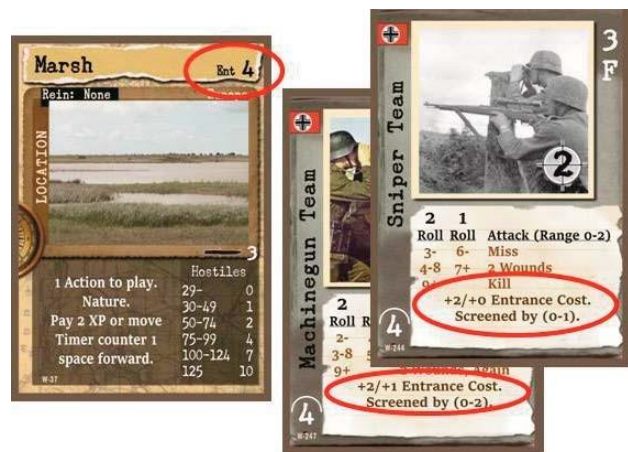 Marsh
Ent 4
Rein: None
LOCATION
3
1 Action to play.
Nature.
Pay 2 XP or move
Timer counter 1
space forward.
Hostiles
29- 0
30-49 1
50-74 2
75-99 4
100-124 7
125 10
W-37
Machinegun Team
2
Roll
2-
3-8
9+
Again
+2/+1 Entrance Cost.
Screened by (0-2).
4
W-247
Sniper Team
3
F
2
2 1
Roll Roll Attack (Range 0-2)
3- 6- Miss
4-8 7+ 2 Wounds
Kill
+2/+0 Entrance Cost.
Screened by (0-1).
4
W-244